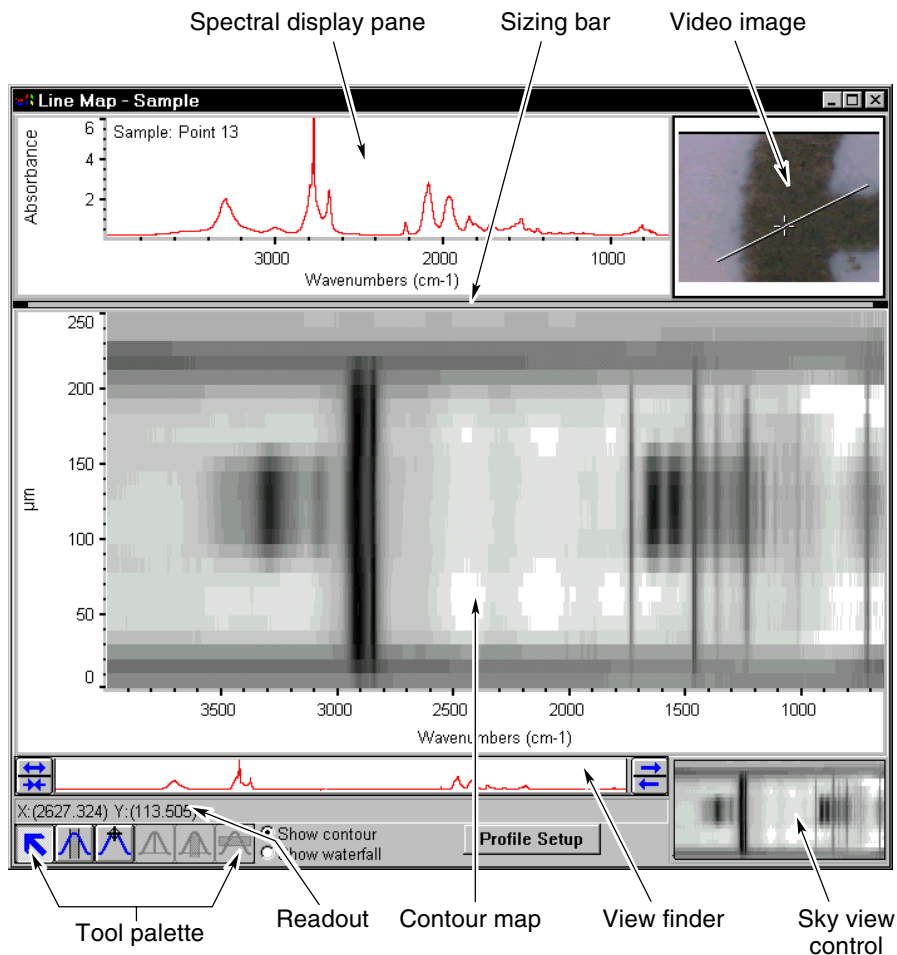 Spectral display pane Sizing bar Video image
Line Map - Sample
Absorbance
6
4
2
Sample: Point 13
3000 2000 1000
Wavenumbers (cm-1)
250
200
150
100
50
0
µm
3500 3000 2500 2000 1500 1000
Wavenumbers (cm-1)
X:(2627.324) Y:(113.505)
Show contour
Show waterfall
Profile Setup
Tool palette Readout Contour map View finder Sky view
control